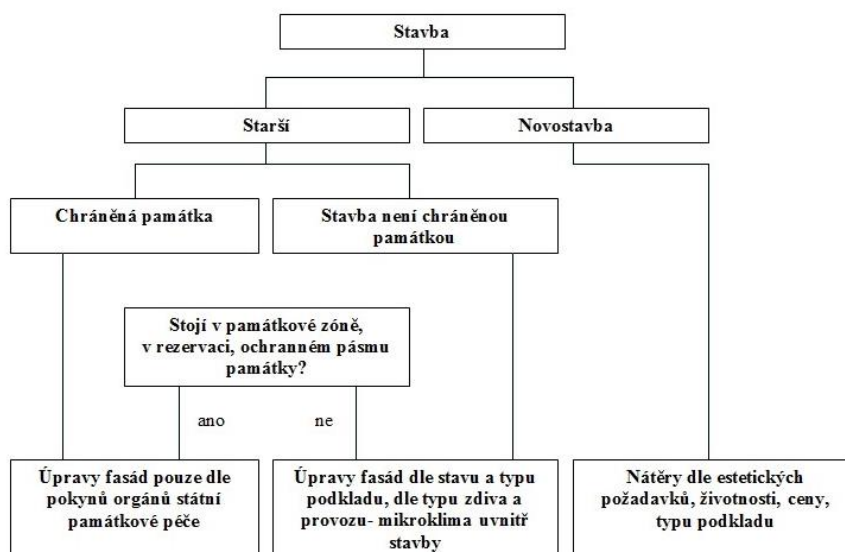 Stavba
Starší
Novostavba
Chráněná památka
Stavba není chráněnou
památkou
Stojí v památkové zóně,
v rezervaci, ochranném pásmu
památky?
ano
ne
Úpravy fasád pouze dle
pokynů orgánů státní
památkové péče
Úpravy fasád dle stavu a typu
podkladu, dle typu zdiva a
provozu- mikroklima uvnitř
stavby
Nátěry dle estetických
požadavků, životnosti, ceny,
typu podkladu